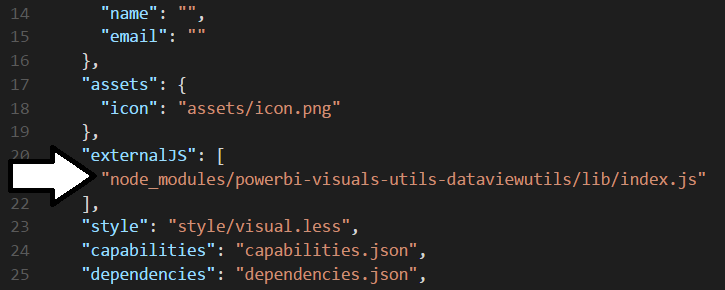 14 "name": "",
15 "email": ""
16 },
17 "assets": {
18 "icon": "assets/icon.png"
19 },
20 "externalJS": [
"node_modules/powerbi-visuals-utils-dataviewutils/lib/index.js"
22 ],
23 "style": "style/visual.less",
24 "capabilities": "capabilities.json",
25 "dependencies": "dependencies.json",